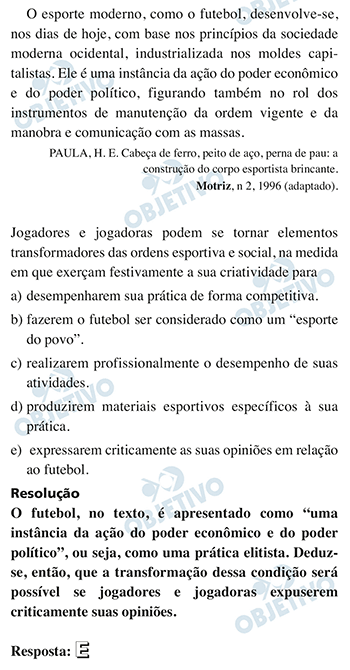 O esporte moderno, como o futebol, desenvolve-se,
nos dias de hoje, com base nos princípios da sociedade
moderna ocidental, industrializada nos moldes capi-
talistas. Ele é uma instância da ação do poder econômico
e do poder político, figurando também no rol dos
instrumentos de manutenção da ordem vigente e da
manobra e comunicação com as massas.
PAULA, H. E. Cabeça de ferro, peito de aço, perna de pau: a
construção do corpo esportista brincante.
Motriz, n 2, 1996 (adaptado).
Jogadores e jogadoras podem se tornar elementos
transformadores das ordens esportiva e social, na medida
em que exerçam festivamente a sua criatividade para
a) desempenharem sua prática de forma competitiva.
b) fazerem o futebol ser considerado como um “esporte
do povo”.
c) realizarem profissionalmente o desempenho de suas
atividades.
d) produzirem materiais esportivos específicos à sua
prática.
e) expressarem criticamente as suas opiniões em relação
ao futebol.
Resolução
O futebol, no texto, é apresentado como “uma
instância da ação do poder econômico e do poder
político”, ou seja, como uma prática elitista. Deduz-
se, então, que a transformação dessa condição será
possível se jogadores e jogadoras expuserem
criticamente suas opiniões.
Resposta: E
OBJETIVO
OBJETIVO
OBJETIVO
OBJETIVO
OBJETIVO
OBJETIVO
OBJETIVO
OBJETIVO